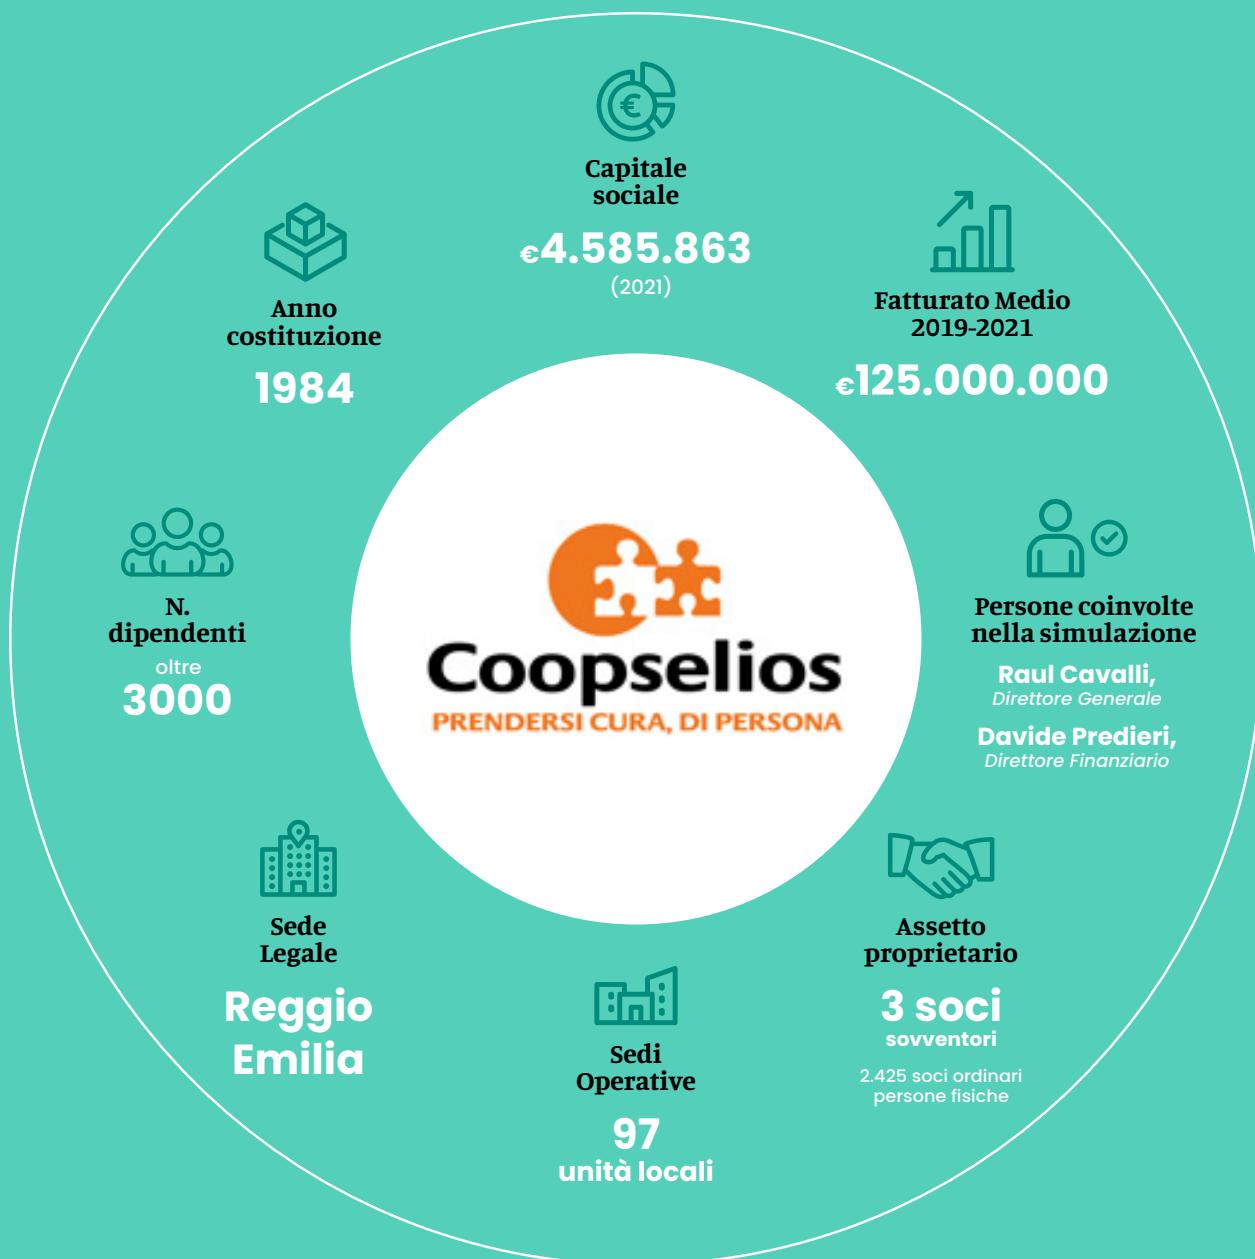 Capitale
sociale
€4.585.863
(2021)
Fatturato Medio
2019-2021
€125.000.000
Persone coinvolte
nella simulazione
Raul Cavalli,
Direttore Generale
Davide Predieri,
Direttore Finanziario
Assetto
proprietario
3 soci
sovventori
2.425 soci ordinari
persone fisiche
Sedi
Operative
97
unità locali
Sede
Legale
Reggio
Emilia
N.
dipendenti
oltre
3000
Anno
costituzione
1984
€
Coopselios
PRENDERSI CURA, DI PERSONA